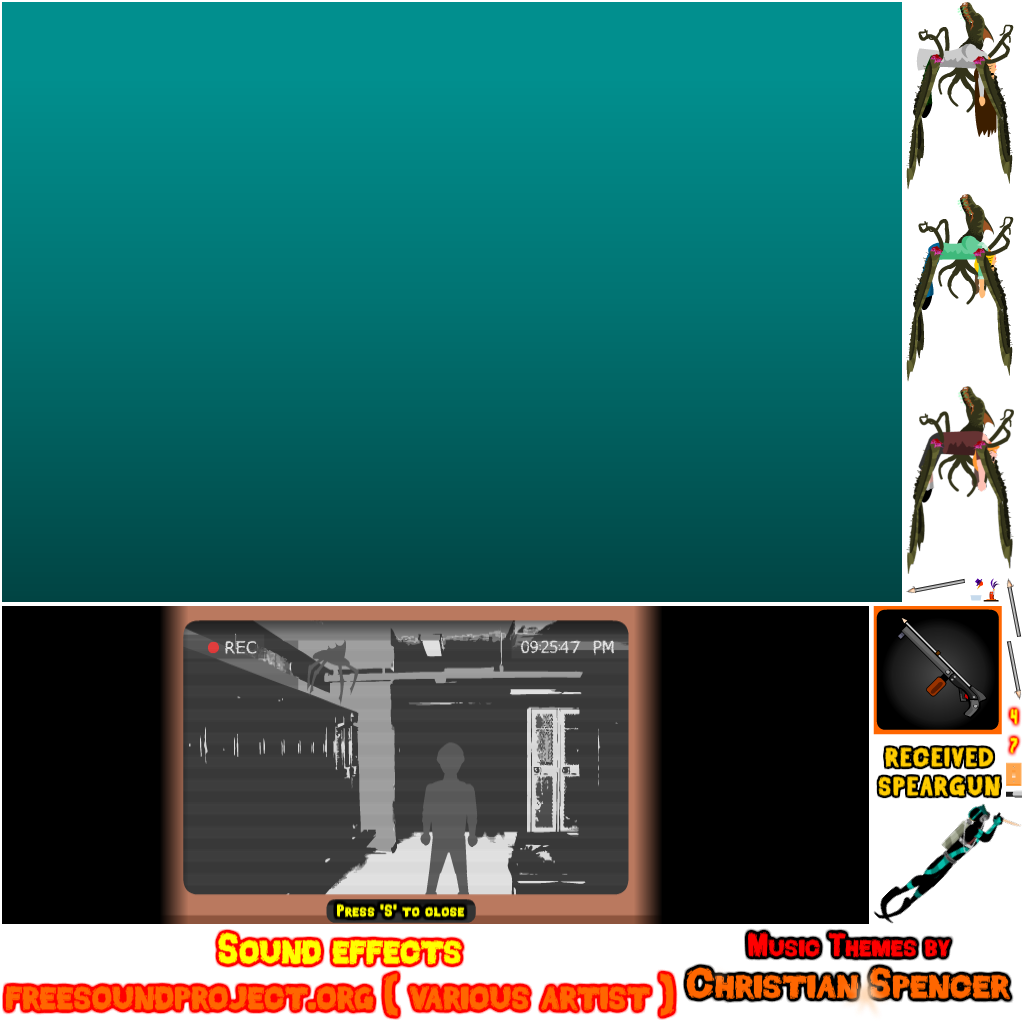 REC
09:25:47 PM
PRESS 'S' TO CLOSE
4
?
RECEIVED
SPEARGUN
SOUND EFFECTS
FREESOUNDPROJECT.ORG ( VARIOUS ARTIST )
MUSIC THEMES BY
CHRISTIAN SPENCER